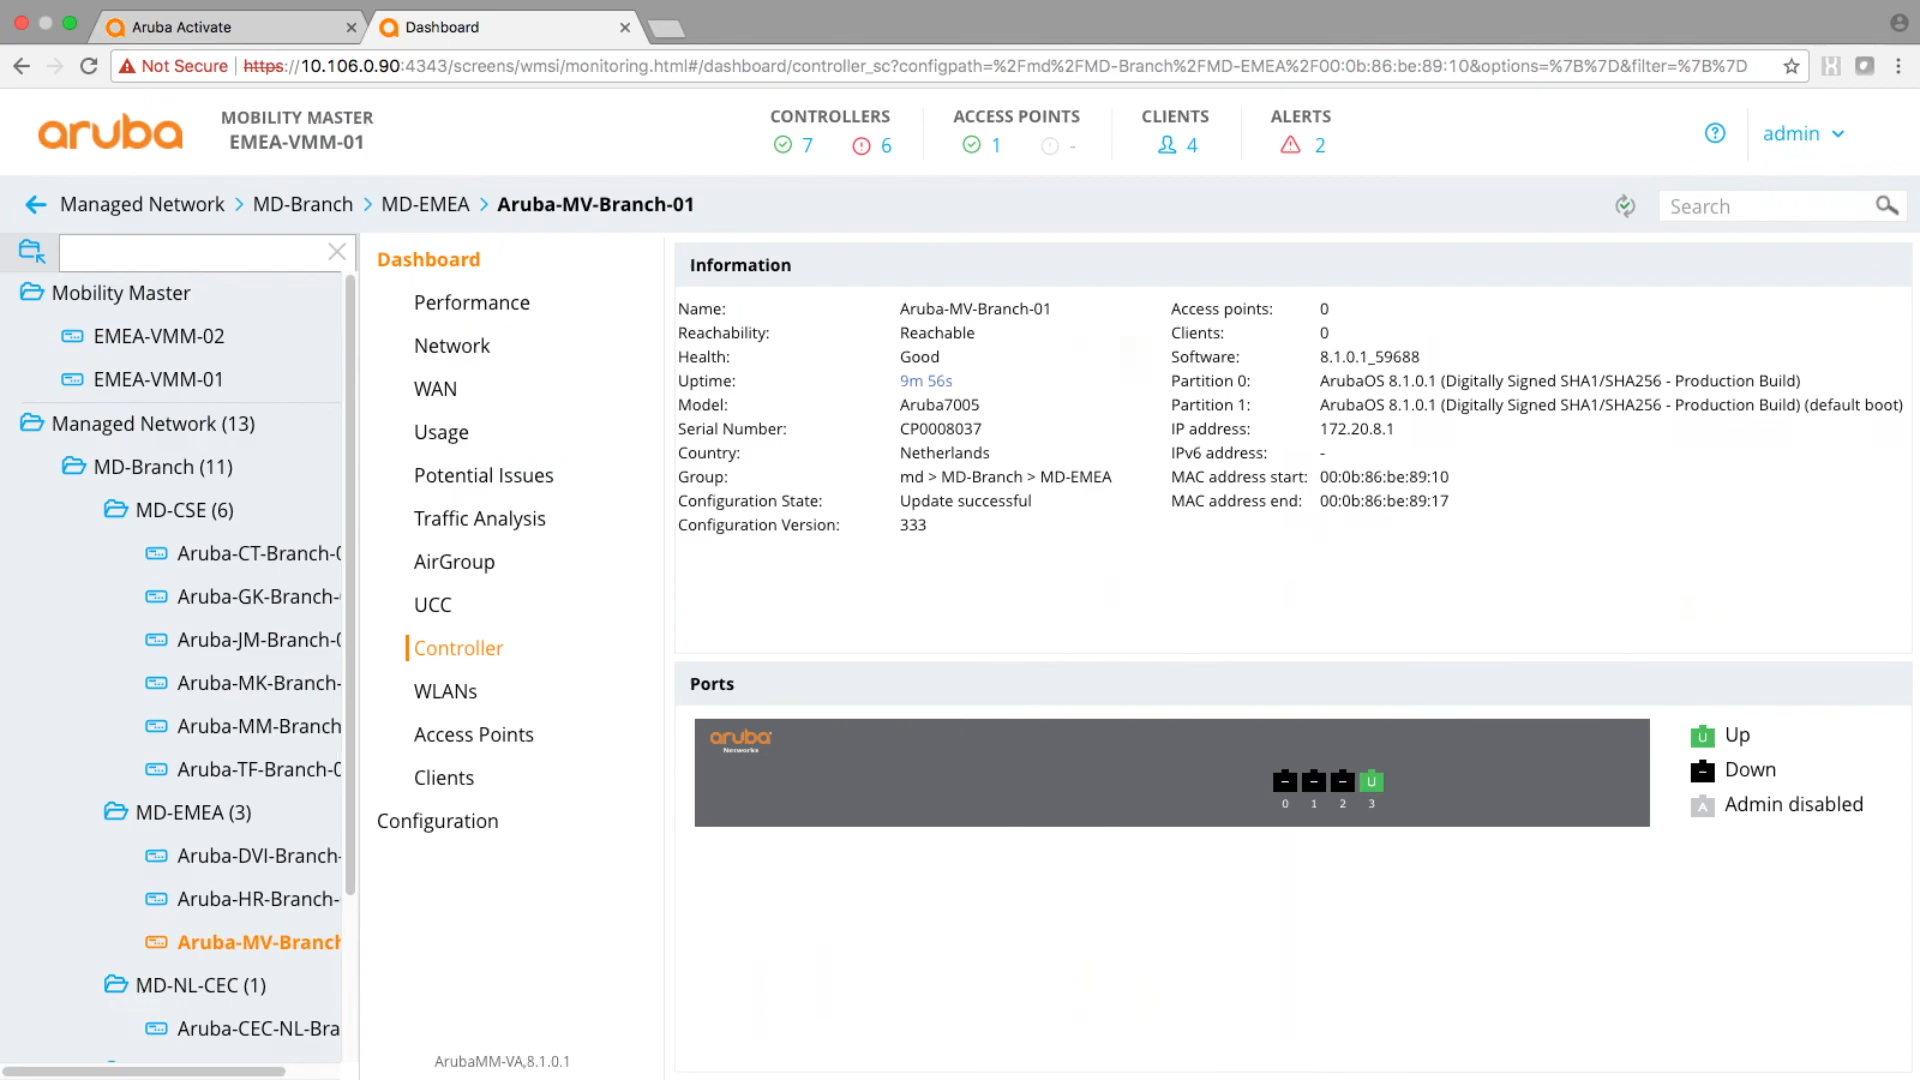 Aruba Activate
Dashboard
Not Secure https://10.106.0.90:4343/screens/wmsi/monitoring.html#/dashboard/controller_sc?configpath=%2Fmd%2FMD-Branch%2FMD-EMEA%2F00:0b:86:be:89:10&options=%7B%7D&filter=%7B%7D
aruba
MOBILITY MASTER
EMEA-VMM-01
CONTROLLERS
7 6
ACCESS POINTS
1 -
CLIENTS
4
ALERTS
2
? admin
Managed Network > MD-Branch > MD-EMEA > Aruba-MV-Branch-01
Search
Mobility Master
EMEA-VMM-02
EMEA-VMM-01
Managed Network (13)
MD-Branch (11)
MD-CSE (6)
Aruba-CT-Branch-0
Aruba-GK-Branch-
Aruba-JM-Branch-0
Aruba-MK-Branch-
Aruba-MM-Branch
Aruba-TF-Branch-0
MD-EMEA (3)
Aruba-DVI-Branch-
Aruba-HR-Branch-
Aruba-MV-Branch
MD-NL-CEC (1)
Aruba-CEC-NL-Bra
Dashboard
Performance
Network
WAN
Usage
Potential Issues
Traffic Analysis
AirGroup
UCC
Controller
WLANs
Access Points
Clients
Configuration
ArubaMM-VA,8.1.0.1
Information
Name: Aruba-MV-Branch-01
Reachability: Reachable
Health: Good
Uptime: 9m 56s
Model: Aruba7005
Serial Number: CP0008037
Country: Netherlands
Group: md > MD-Branch > MD-EMEA
Configuration State: Update successful
Configuration Version: 333
Access points: 0
Clients: 0
Software: 8.1.0.1_59688
Partition 0: ArubaOS 8.1.0.1 (Digitally Signed SHA1/SHA256 - Production Build)
Partition 1: ArubaOS 8.1.0.1 (Digitally Signed SHA1/SHA256 - Production Build) (default boot)
IP address: 172.20.8.1
IPv6 address: -
MAC address start: 00:0b:86:be:89:10
MAC address end: 00:0b:86:be:89:17
Ports
aruba
Networks
- - - U
0 1 2 3
U Up
- Down
A Admin disabled